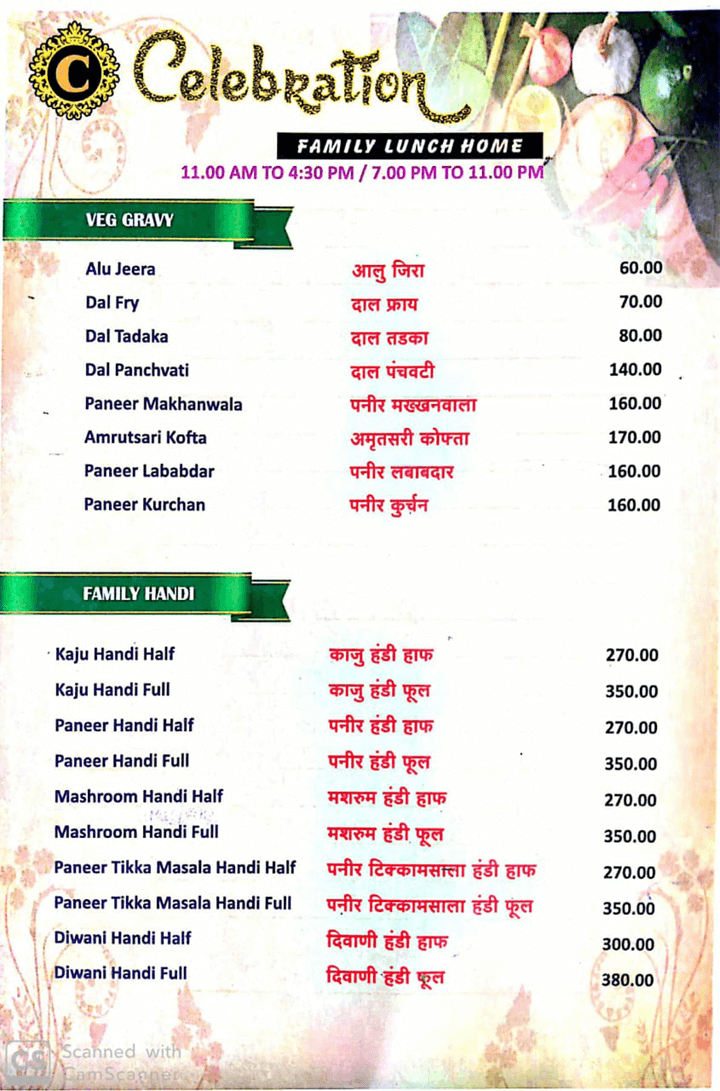 C Celebration
FAMILY LUNCH HOME
11.00 AM TO 4:30 PM / 7.00 PM TO 11.00 PM
VEG GRAVY
Alu Jeera आलु जिरा 60.00
Dal Fry दाल फ्राय 70.00
Dal Tadaka दाल तडका 80.00
Dal Panchvati दाल पंचवटी 140.00
Paneer Makhanwala पनीर मख्खनवाला 160.00
Amrutsari Kofta अमृतसरी कोफ्ता 170.00
Paneer Lababdar पनीर लबाबदार 160.00
Paneer Kurchan पनीर कुर्चन 160.00
FAMILY HANDI
Kaju Handi Half काजु हंडी हाफ 270.00
Kaju Handi Full काजु हंडी फूल 350.00
Paneer Handi Half पनीर हंडी हाफ 270.00
Paneer Handi Full पनीर हंडी फूल 350.00
Mashroom Handi Half मशरुम हंडी हाफ 270.00
Mashroom Handi Full मशरुम हंडी फूल 350.00
Paneer Tikka Masala Handi Half पनीर टिक्कामसाला हंडी हाफ 270.00
Paneer Tikka Masala Handi Full पनीर टिक्कामसाला हंडी फूल 350.00
Diwani Handi Half दिवाणी हंडी हाफ 300.00
Diwani Handi Full दिवाणी हंडी फूल 380.00
CS Scanned with
CamScanner